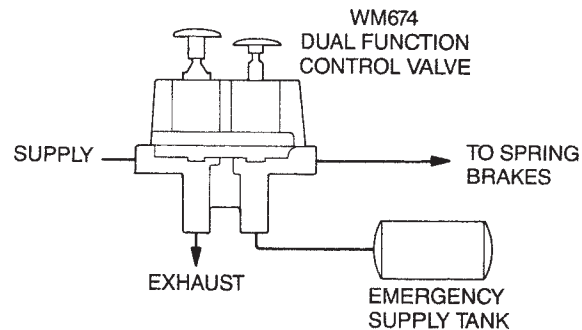 WM674
DUAL FUNCTION
CONTROL VALVE
SUPPLY
TO SPRING
BRAKES
EXHAUST
EMERGENCY
SUPPLY TANK